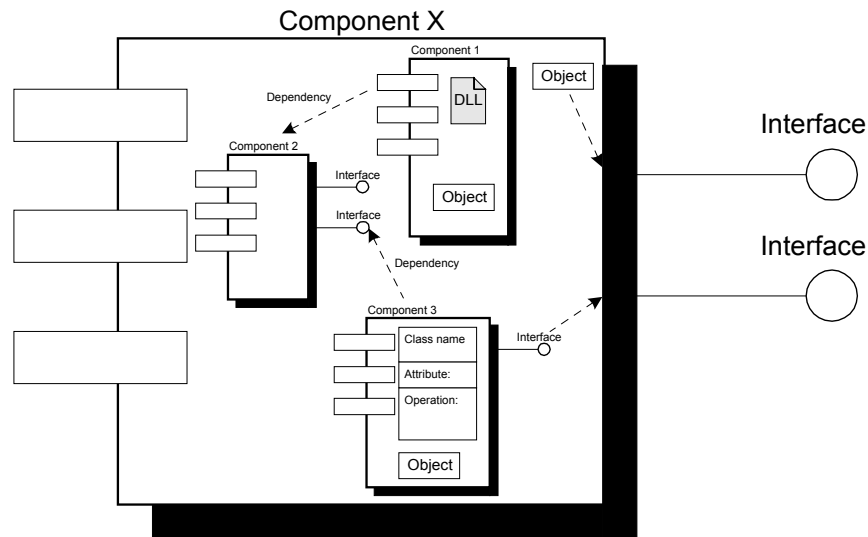 Component X
Component 1
Object
DLL
Dependency
Interface
Component 2
Interface
Object
Interface
Interface
Dependency
Component 3
Class name
Interface
Attribute:
Operation:
Object